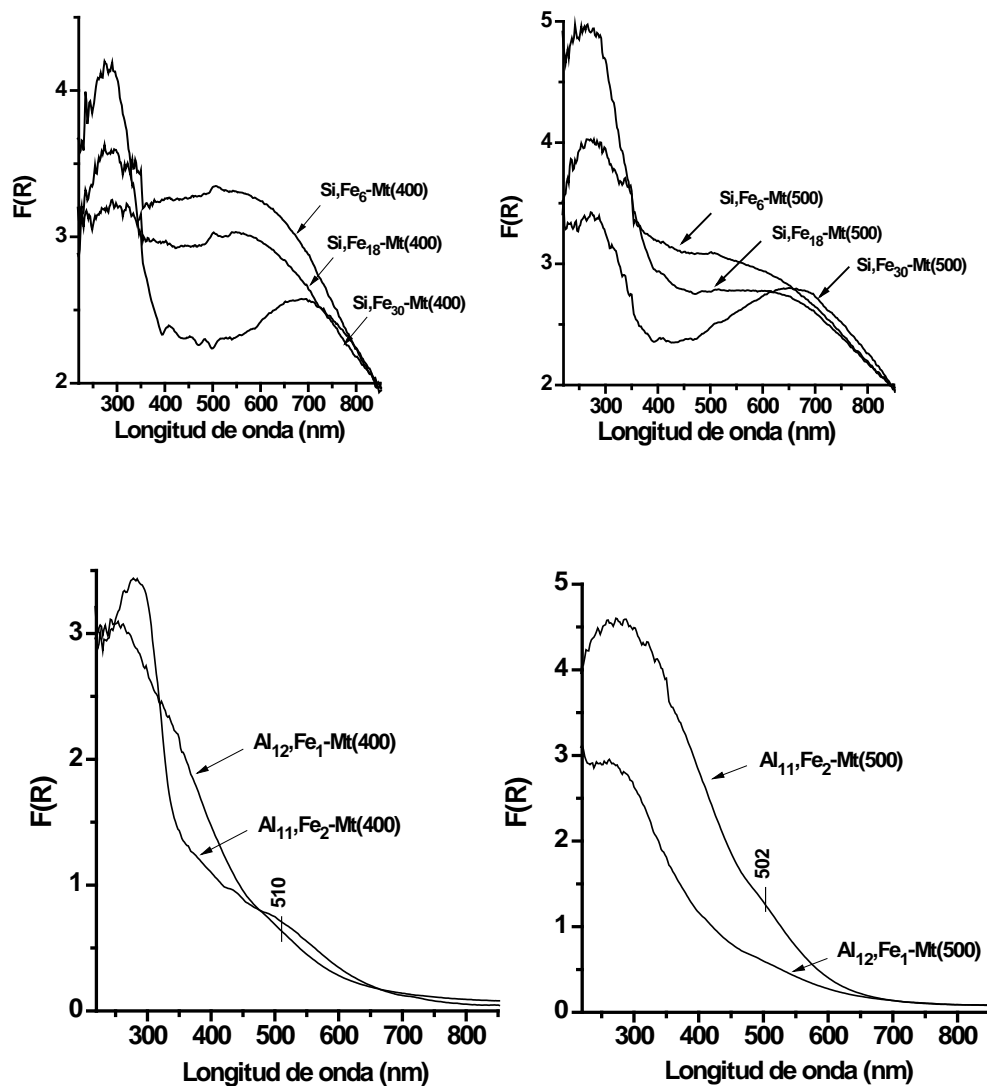 4
3
2
F(R)
Si,Fe6-Mt(400)
Si,Fe18-Mt(400)
Si,Fe30-Mt(400)
300 400 500 600 700 800
Longitud de onda (nm)
5
4
3
2
F(R)
Si,Fe6-Mt(500)
Si,Fe18-Mt(500)
Si,Fe30-Mt(500)
300 400 500 600 700 800
Longitud de onda (nm)
3
2
1
0
F(R)
Al12,Fe1-Mt(400)
Al11,Fe2-Mt(400)
510
300 400 500 600 700 800
Longitud de onda (nm)
5
4
3
2
1
0
F(R)
Al11,Fe2-Mt(500)
502
Al12,Fe1-Mt(500)
300 400 500 600 700 800
Longitud de onda (nm)